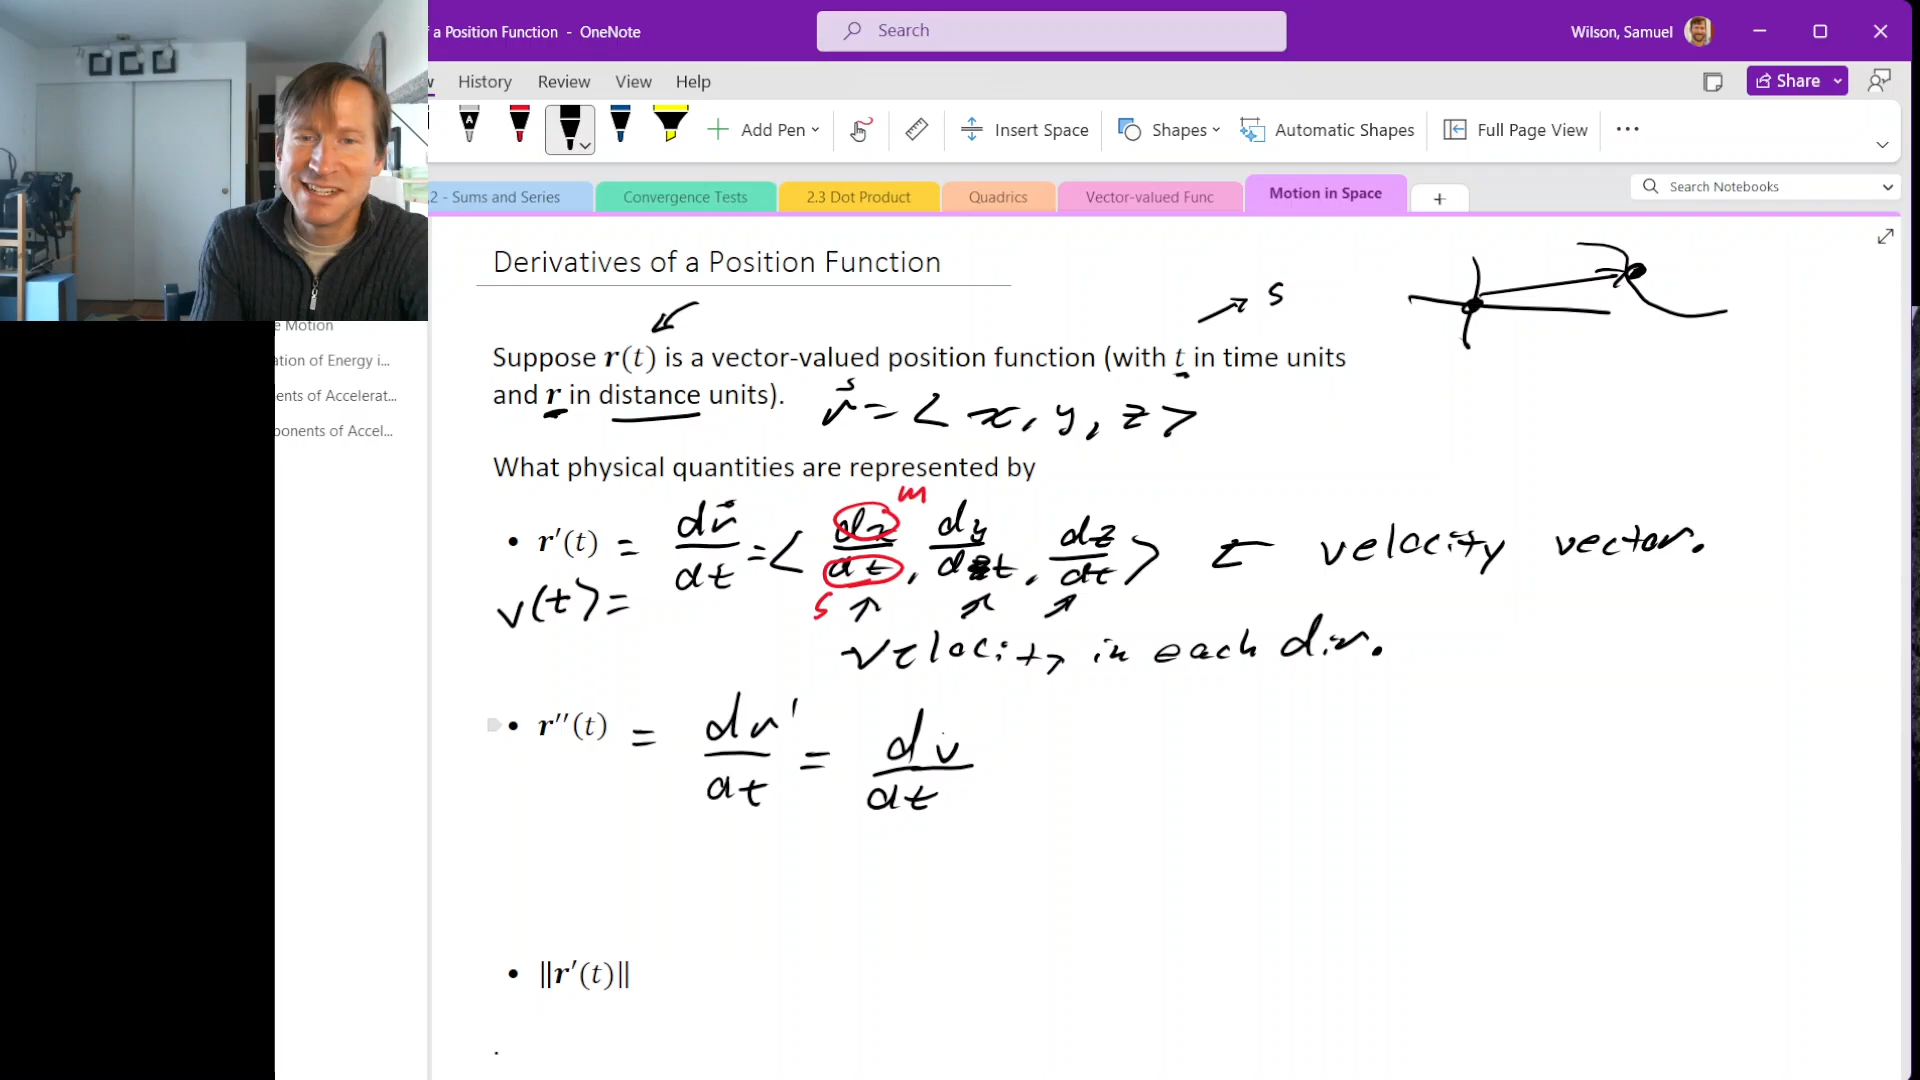 a Position Function - OneNote
Search
Wilson, Samuel
History Review View Help
Share
A
Add Pen
Insert Space
Shapes
Automatic Shapes
Full Page View
2 - Sums and Series
Convergence Tests
2.3 Dot Product
Quadrics
Vector-valued Func
Motion in Space
Search Notebooks
e Motion
ation of Energy i...
ents of Accelerat...
ponents of Accel...
Derivatives of a Position Function
s
Suppose r(t) is a vector-valued position function (with t in time units
and r in distance units).
r = < x, y, z >
What physical quantities are represented by
m
• r′(t) = dr/dt = < dx/dt, dy/dt, dz/dt > velocity vector.
v(t) =
s
velocity in each dir.
• r′′(t) = dr'/dt = dv/dt
• ‖r′(t)‖
.